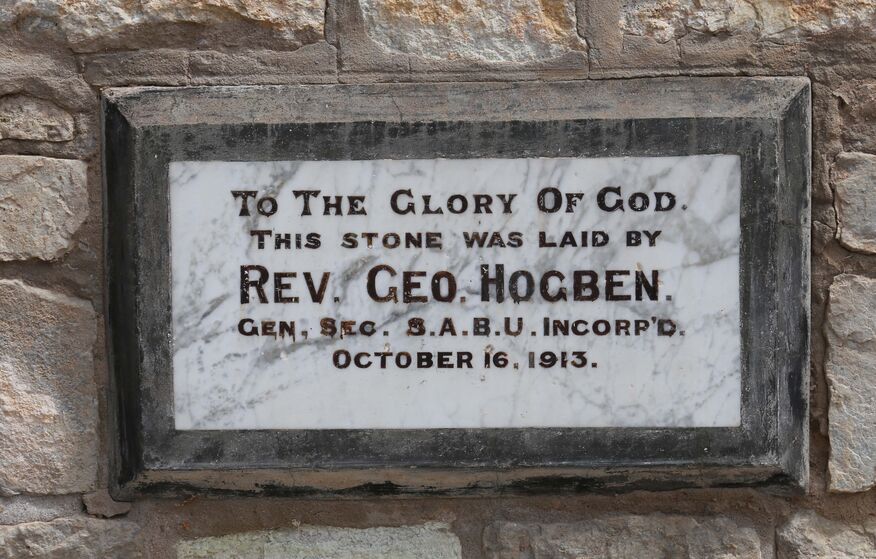 To The Glory Of God.
This stone was laid by
Rev. Geo. Hogben.
Gen, Sec. S.A.B.U. Incorp'd.
October 16, 1913.